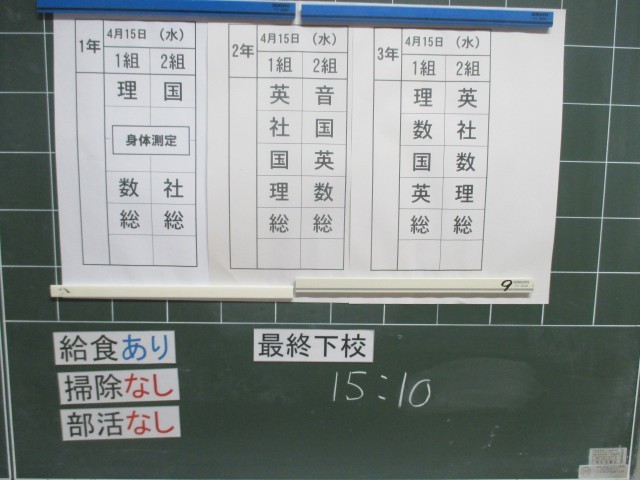 1年 4月15日 (水)
1組 2組
理 国
身体測定
数 社
総 総
2年 4月15日 (水)
1組 2組
英 音
社 国
国 英
理 数
総 総
3年 4月15日 (水)
1組 2組
理 英
数 社
国 数
英 理
総 総
9
給食あり
掃除なし
部活なし
最終下校
15:10